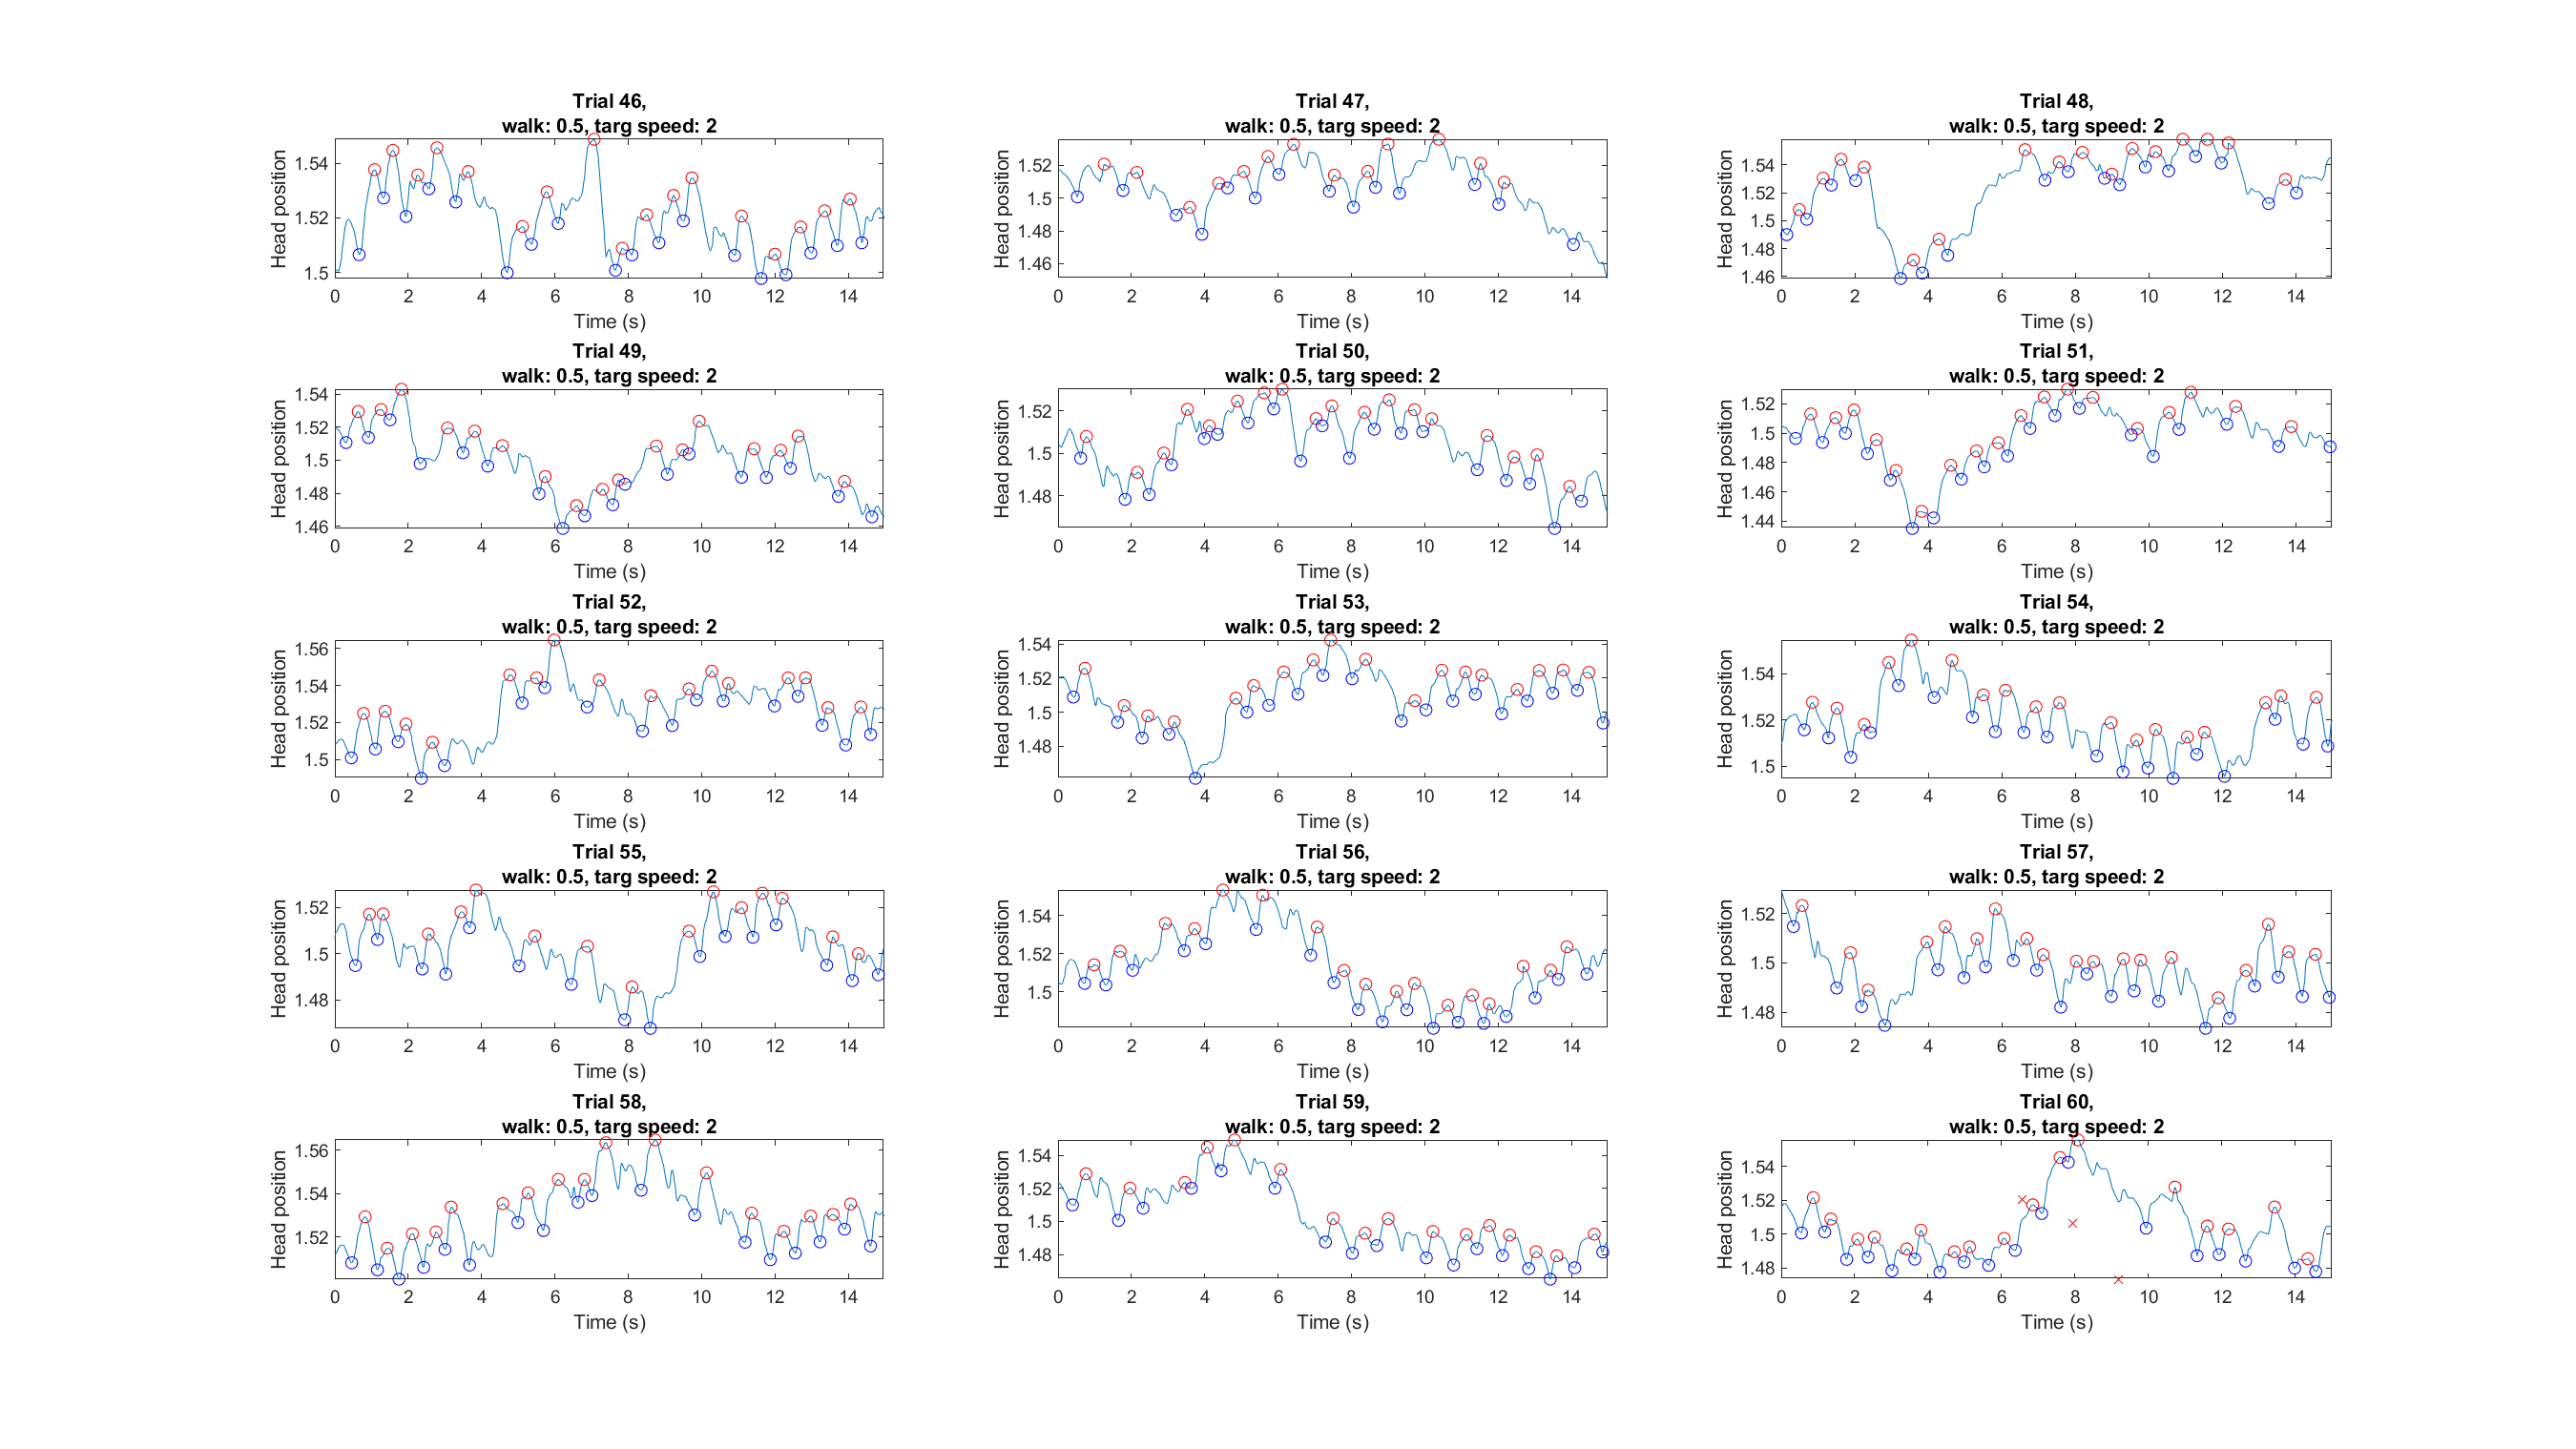 Trial 46,
walk: 0.5, targ speed: 2
Head position
1.54
1.52
1.5
0 2 4 6 8 10 12 14
Time (s)
Trial 47,
walk: 0.5, targ speed: 2
Head position
1.52
1.5
1.48
1.46
0 2 4 6 8 10 12 14
Time (s)
Trial 48,
walk: 0.5, targ speed: 2
Head position
1.54
1.52
1.5
1.48
1.46
0 2 4 6 8 10 12 14
Time (s)
Trial 49,
walk: 0.5, targ speed: 2
Head position
1.54
1.52
1.5
1.48
1.46
0 2 4 6 8 10 12 14
Time (s)
Trial 50,
walk: 0.5, targ speed: 2
Head position
1.52
1.5
1.48
0 2 4 6 8 10 12 14
Time (s)
Trial 51,
walk: 0.5, targ speed: 2
Head position
1.52
1.5
1.48
1.46
1.44
0 2 4 6 8 10 12 14
Time (s)
Trial 52,
walk: 0.5, targ speed: 2
Head position
1.56
1.54
1.52
1.5
0 2 4 6 8 10 12 14
Time (s)
Trial 53,
walk: 0.5, targ speed: 2
Head position
1.54
1.52
1.5
1.48
0 2 4 6 8 10 12 14
Time (s)
Trial 54,
walk: 0.5, targ speed: 2
Head position
1.54
1.52
1.5
0 2 4 6 8 10 12 14
Time (s)
Trial 55,
walk: 0.5, targ speed: 2
Head position
1.52
1.5
1.48
0 2 4 6 8 10 12 14
Time (s)
Trial 56,
walk: 0.5, targ speed: 2
Head position
1.54
1.52
1.5
0 2 4 6 8 10 12 14
Time (s)
Trial 57,
walk: 0.5, targ speed: 2
Head position
1.52
1.5
1.48
0 2 4 6 8 10 12 14
Time (s)
Trial 58,
walk: 0.5, targ speed: 2
Head position
1.56
1.54
1.52
0 2 4 6 8 10 12 14
Time (s)
Trial 59,
walk: 0.5, targ speed: 2
Head position
1.54
1.52
1.5
1.48
0 2 4 6 8 10 12 14
Time (s)
Trial 60,
walk: 0.5, targ speed: 2
Head position
1.54
1.52
1.5
1.48
0 2 4 6 8 10 12 14
Time (s)